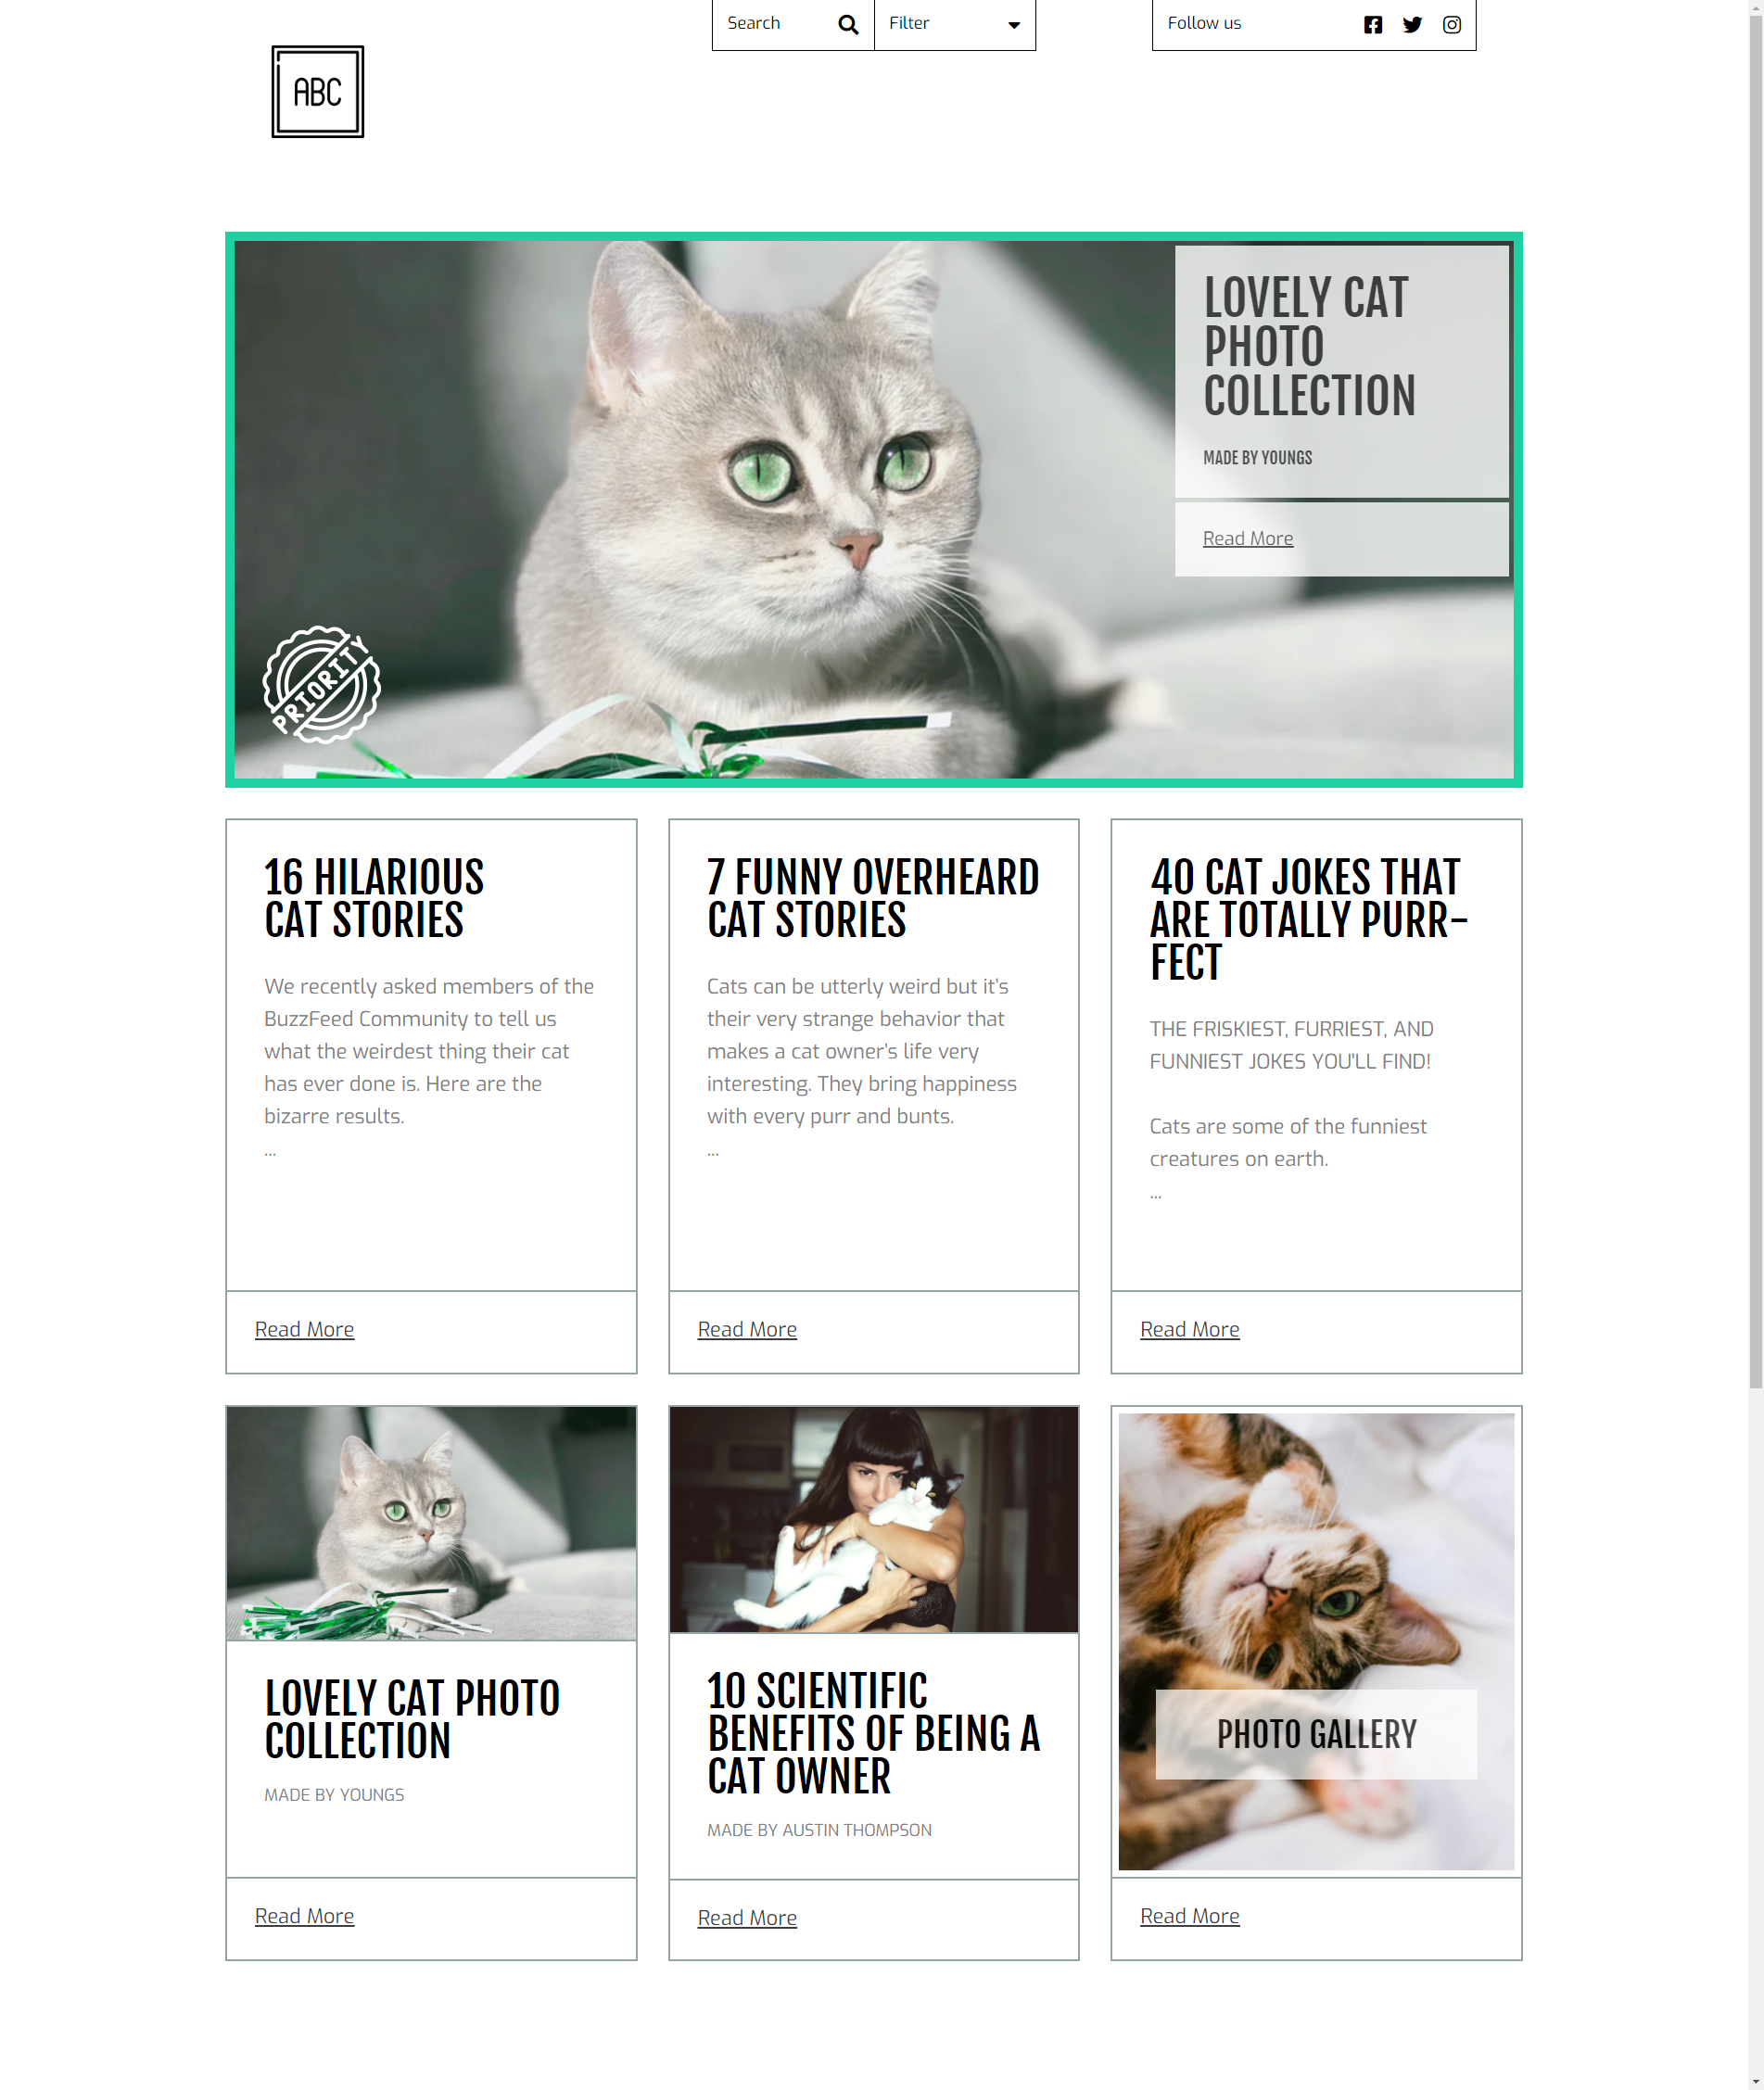 Search
Filter
Follow us
ABC
LOVELY CAT
PHOTO
COLLECTION
MADE BY YOUNGS
Read More
PRIORITY
16 HILARIOUS
CAT STORIES
We recently asked members of the
BuzzFeed Community to tell us
what the weirdest thing their cat
has ever done is. Here are the
bizarre results.
...
Read More
7 FUNNY OVERHEARD
CAT STORIES
Cats can be utterly weird but it's
their very strange behavior that
makes a cat owner's life very
interesting. They bring happiness
with every purr and bunts.
...
Read More
40 CAT JOKES THAT
ARE TOTALLY PURR-
FECT
THE FRISKIEST, FURRIEST, AND
FUNNIEST JOKES YOU'LL FIND!
Cats are some of the funniest
creatures on earth.
...
Read More
LOVELY CAT PHOTO
COLLECTION
MADE BY YOUNGS
Read More
10 SCIENTIFIC
BENEFITS OF BEING A
CAT OWNER
MADE BY AUSTIN THOMPSON
Read More
PHOTO GALLERY
Read More